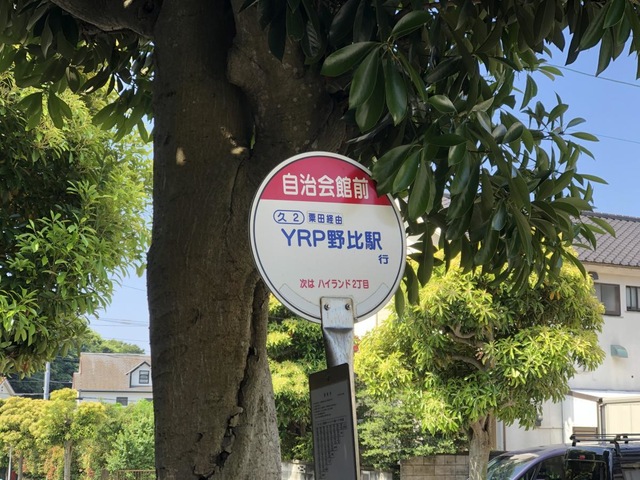 自治会館前
久2 粟田経由
YRP野比駅
行
次は ハイランド2丁目